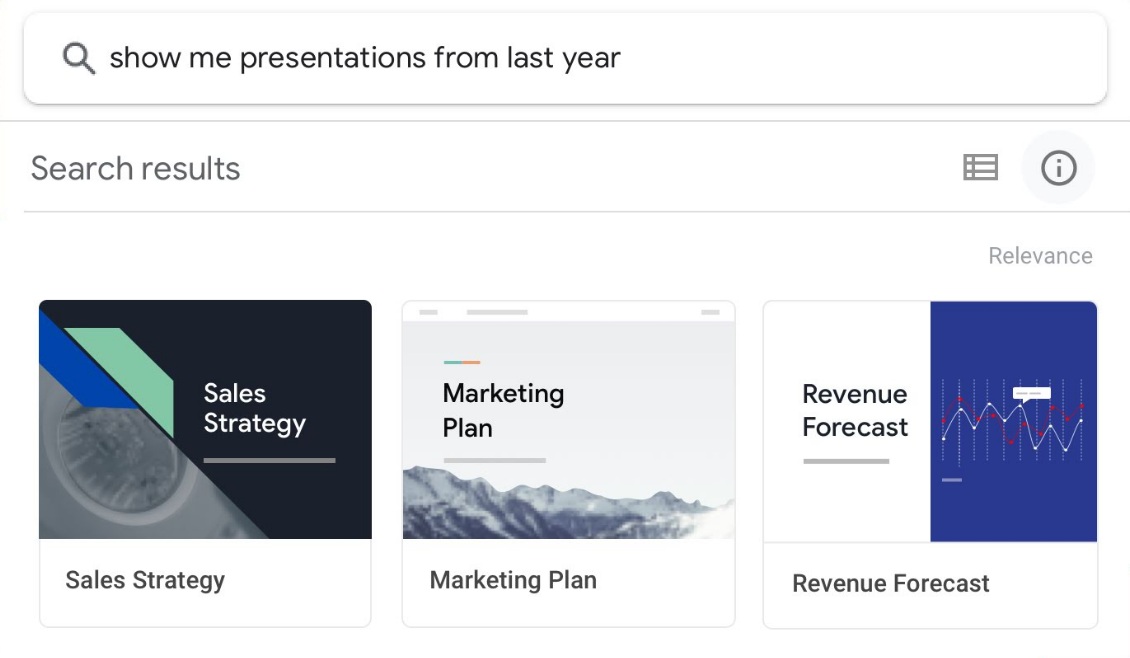 show me presentations from last year
Search results
Relevance
Sales
Strategy
Marketing
Plan
Revenue
Forecast
Sales Strategy
Marketing Plan
Revenue Forecast